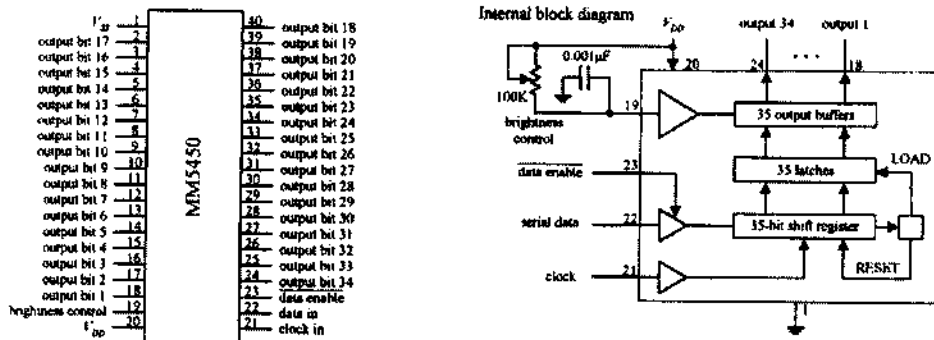 V_ss 1
output bit 17 2
output bit 16 3
output bit 15 4
output bit 14 5
output bit 13 6
output bit 12 7
output bit 11 8
output bit 10 9
output bit 9 10
output bit 8 11
output bit 7 12
output bit 6 13
output bit 5 14
output bit 4 15
output bit 3 16
output bit 2 17
output bit 1 18
brightness control 19
V_DD 20
MM5450
40 output bit 18
39 output bit 19
38 output bit 20
37 output bit 21
36 output bit 22
35 output bit 23
34 output bit 24
33 output bit 25
32 output bit 26
31 output bit 27
30 output bit 28
29 output bit 29
28 output bit 30
27 output bit 31
26 output bit 32
25 output bit 33
24 output bit 34
23 data enable
22 data in
21 clock in
Internal block diagram
V_DD
output 34 output 1
0.001µF
20 24 . . . 18
100K
19
35 output buffers
brightness
control
23
LOAD
data enable
35 latches
serial data 22
35-bit shift register
RESET
clock 21
1